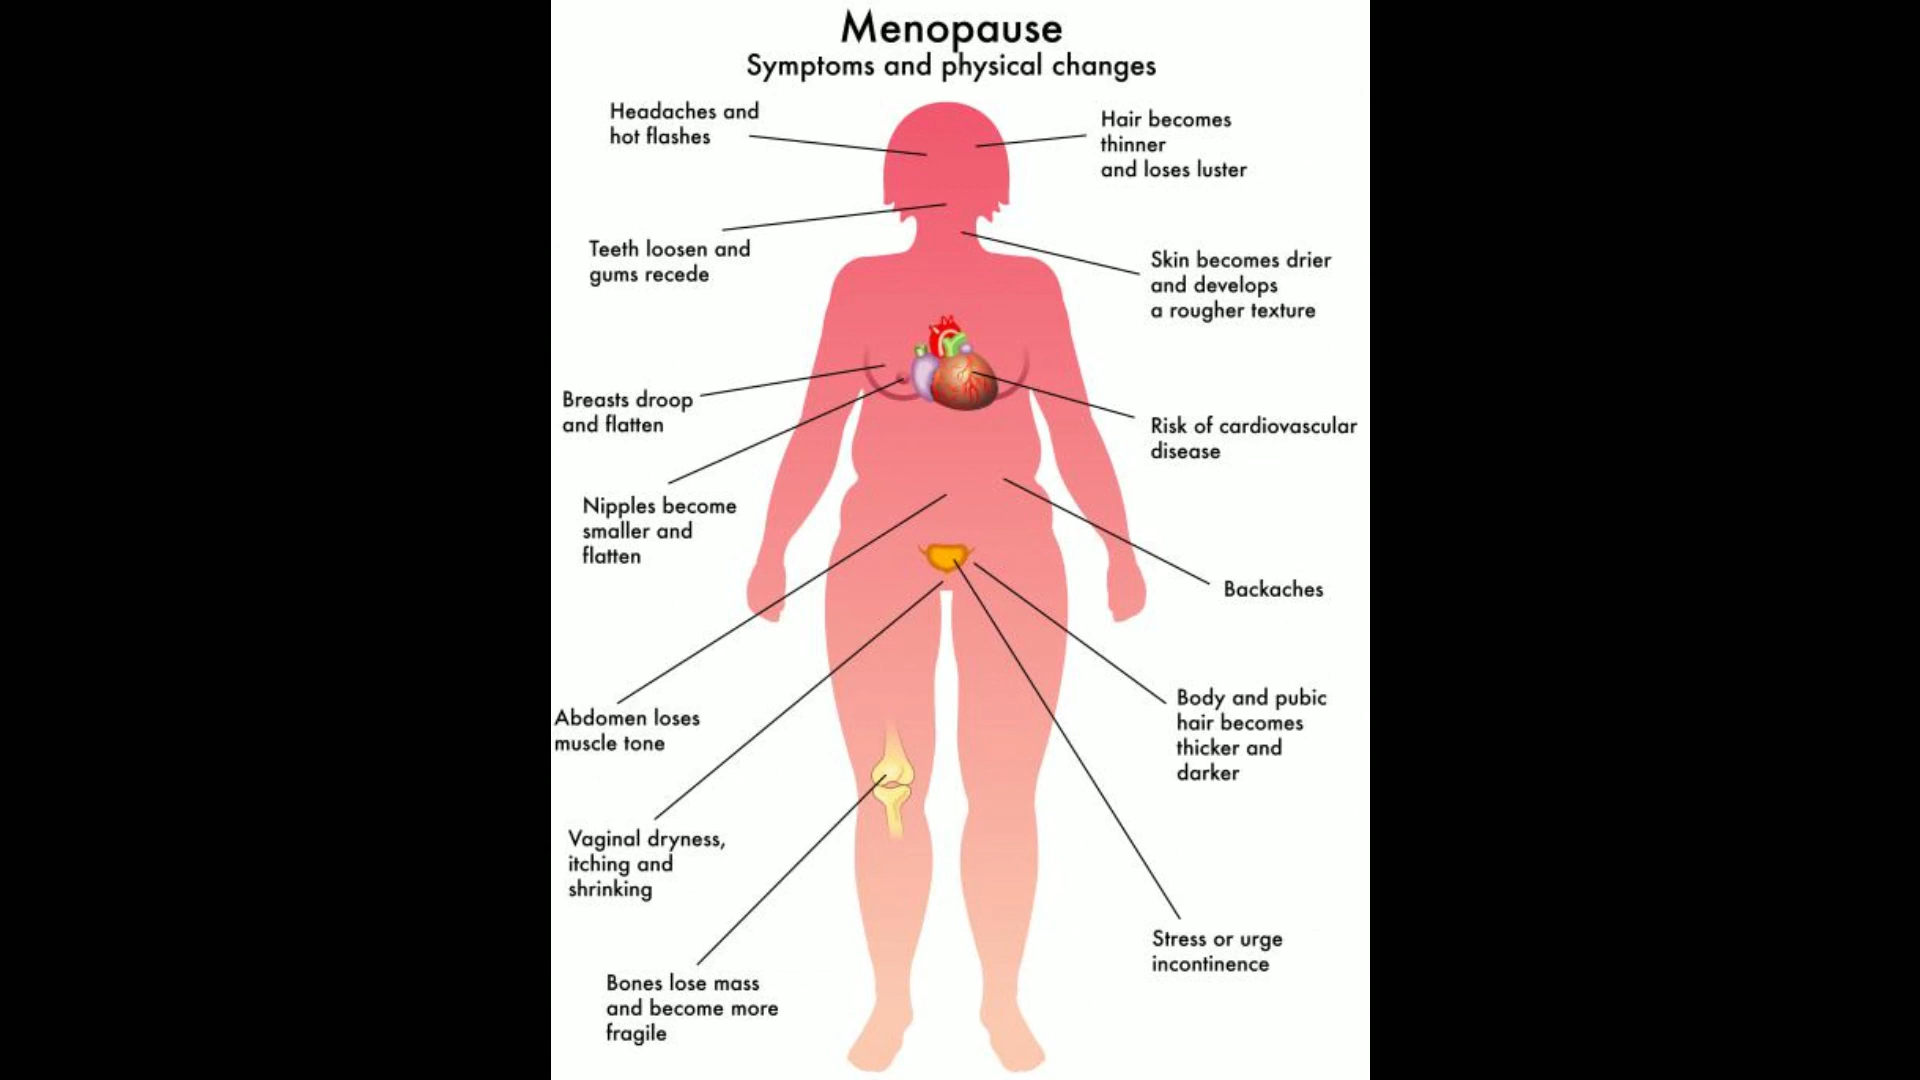 Menopause
Symptoms and physical changes
Headaches and
hot flashes
Hair becomes
thinner
and loses luster
Teeth loosen and
gums recede
Skin becomes drier
and develops
a rougher texture
Breasts droop
and flatten
Risk of cardiovascular
disease
Nipples become
smaller and
flatten
Backaches
Abdomen loses
muscle tone
Body and pubic
hair becomes
thicker and
darker
Vaginal dryness,
itching and
shrinking
Stress or urge
incontinence
Bones lose mass
and become more
fragile